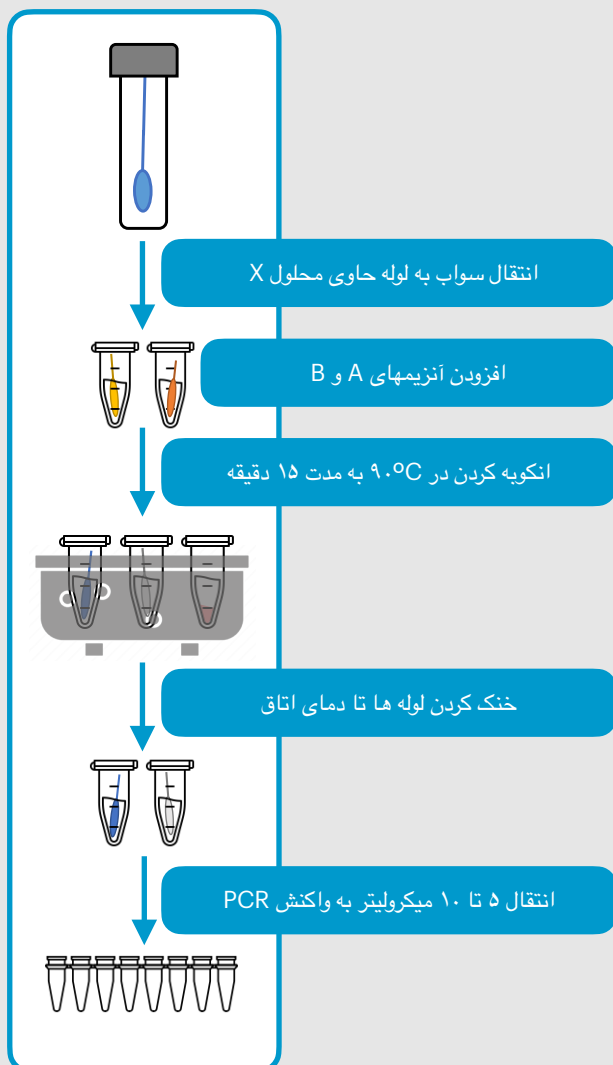 انتقال سواب به لوله حاوی محلول X
افزودن آنزیمهای A و B
انکوبه کردن در ۹۰°C به مدت ۱۵ دقیقه
خنک کردن لوله ها تا دمای اتاق
انتقال ۵ تا ۱۰ میکرولیتر به واکنش PCR